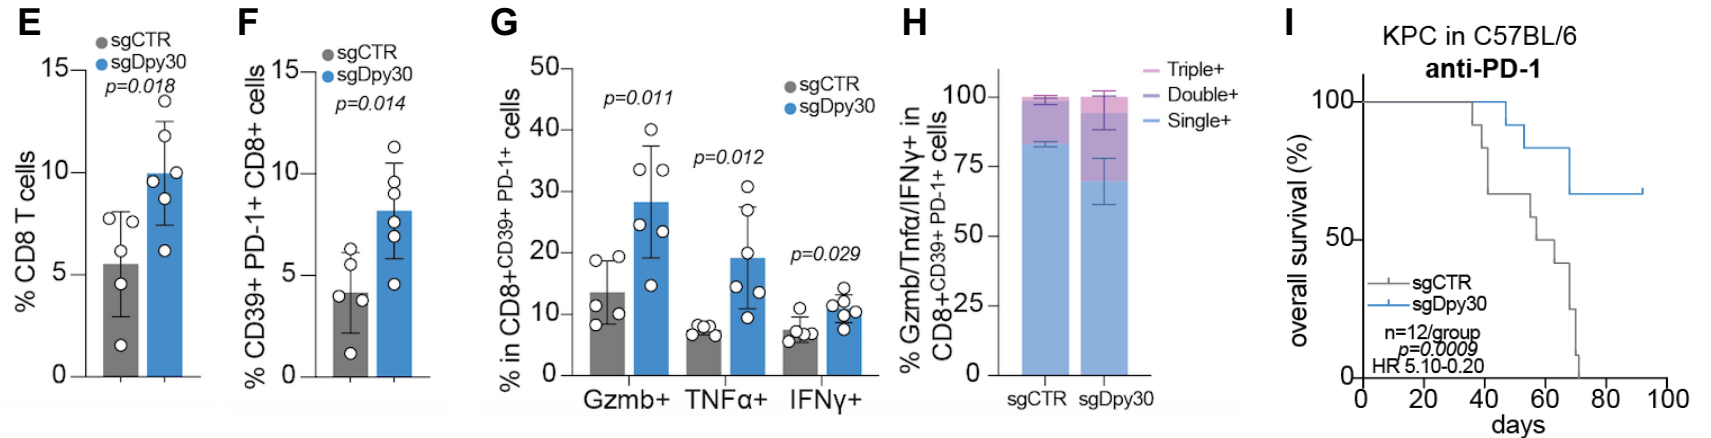 E
sgCTR
sgDpy30
p=0.018
15
10
5
0
% CD8 T cells
F
sgCTR
sgDpy30
p=0.014
15
10
5
0
% CD39+ PD-1+ CD8+ cells
G
sgCTR
sgDpy30
p=0.011
p=0.012
p=0.029
50
40
30
20
10
0
% in CD8+CD39+ PD-1+ cells
Gzmb+ TNFα+ IFNγ+
H
Triple+
Double+
Single+
100
75
50
25
0
% Gzmb/Tnfα/IFNγ+ in
CD8+CD39+ PD-1+ cells
sgCTR sgDpy30
I
KPC in C57BL/6
anti-PD-1
100
50
0
overall survival (%)
sgCTR
sgDpy30
n=12/group
p=0.0009
HR 5.10-0.20
0 20 40 60 80 100
days